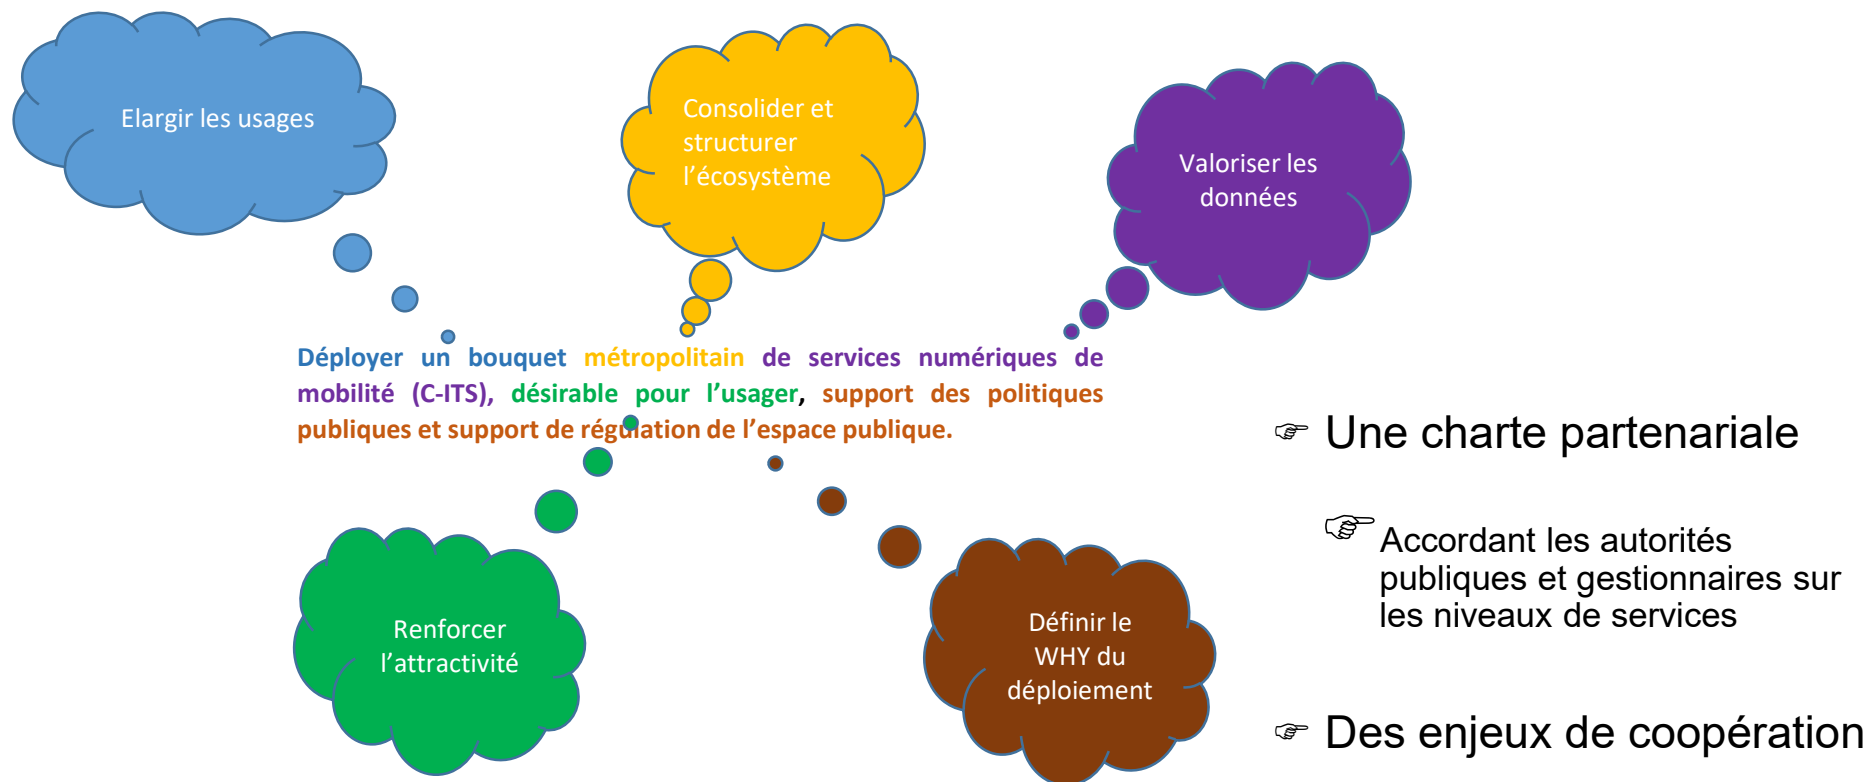 Elargir les usages
Consolider et
structurer
l’écosystème
Valoriser les
données
Déployer un bouquet métropolitain de services numériques de
mobilité (C-ITS), désirable pour l’usager, support des politiques
publiques et support de régulation de l’espace publique.
Renforcer
l’attractivité
Définir le
WHY du
déploiement
☞ Une charte partenariale
☞ Accordant les autorités
publiques et gestionnaires sur
les niveaux de services
☞ Des enjeux de coopération